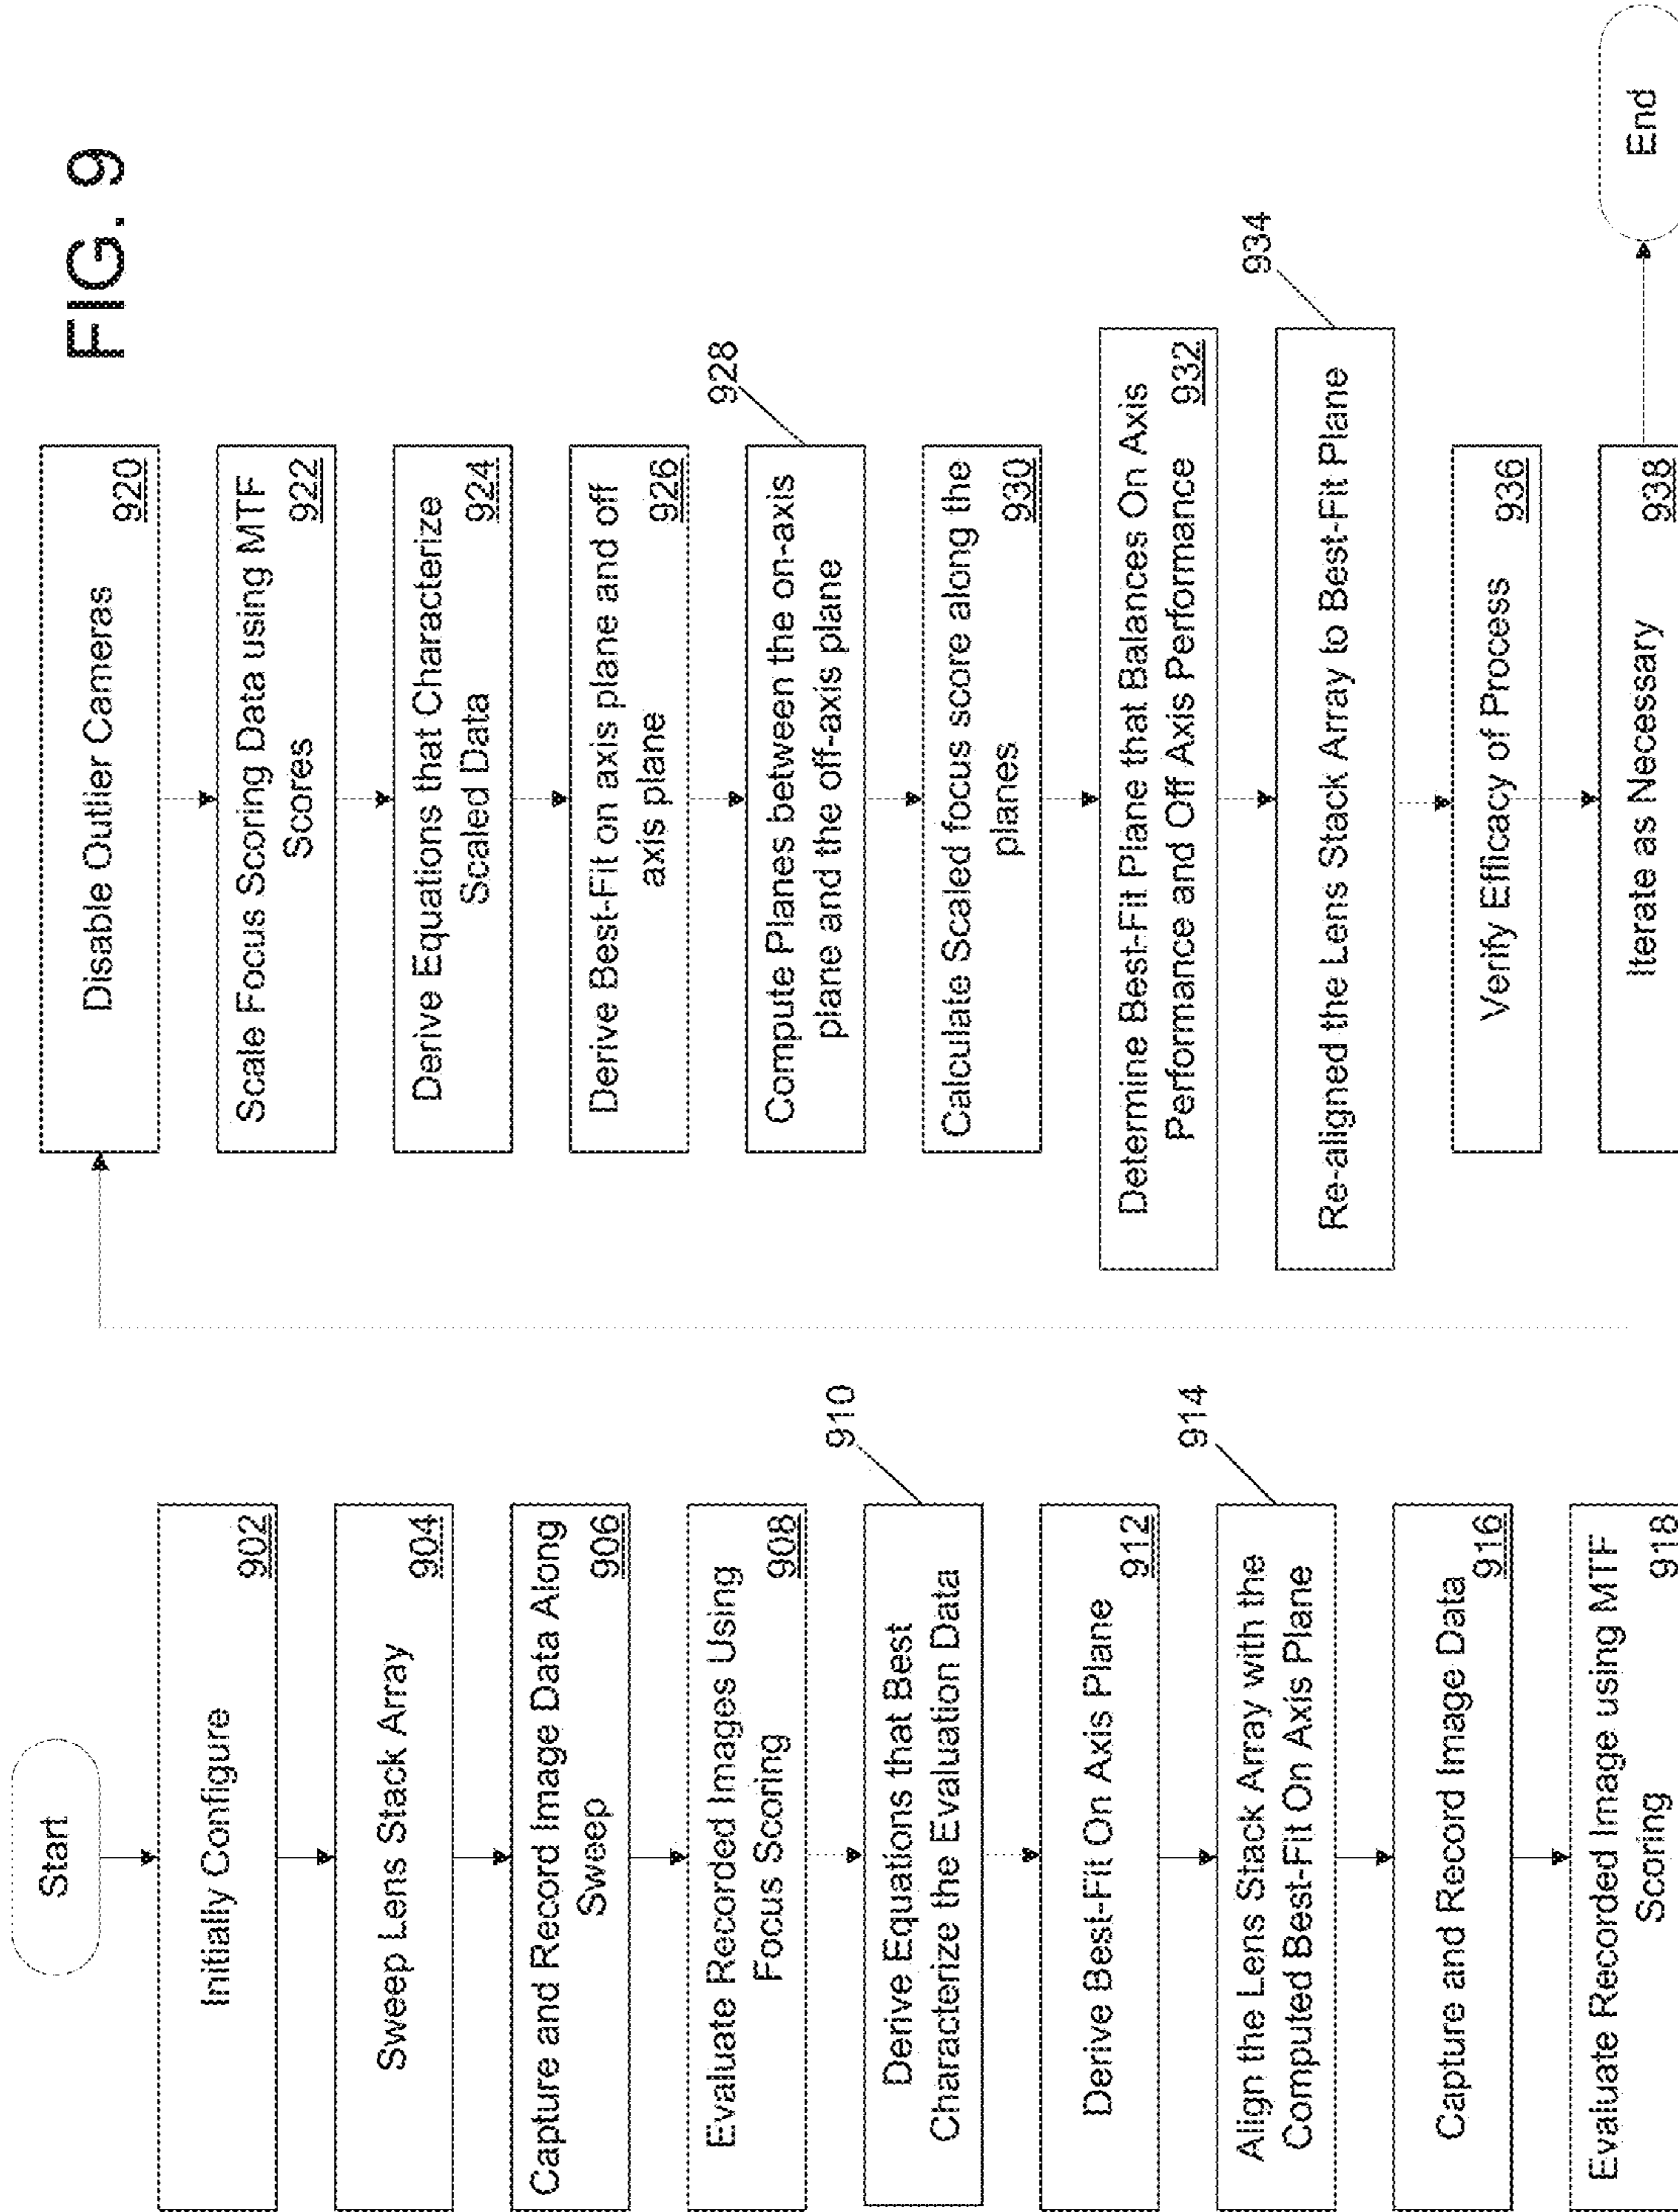 FIG. 9
Start
Initially Configure
902
Sweep Lens Stack Array
904
Capture and Record Image Data Along
Sweep
906
Evaluate Recorded Images Using
Focus Scoring
908
910
Derive Equations that Best
Characterize the Evaluation Data
Derive Best-Fit On Axis Plane
912
914
Align the Lens Stack Array with the
Computed Best-Fit On Axis Plane
Capture and Record Image Data
916
Evaluate Recorded Image using MTF
Scoring
918
Disable Outlier Cameras
920
Scale Focus Scoring Data using MTF
Scores
922
Derive Equations that Characterize
Scaled Data
924
Derive Best-Fit on axis plane and off
axis plane
926
928
Compute Planes between the on-axis
plane and the off-axis plane
Calculate Scaled focus score along the
planes
930
Determine Best-Fit Plane that Balances On Axis
Performance and Off Axis Performance
932
934
Re-aligned the Lens Stack Array to Best-Fit Plane
Verify Efficacy of Process
936
Iterate as Necessary
938
End